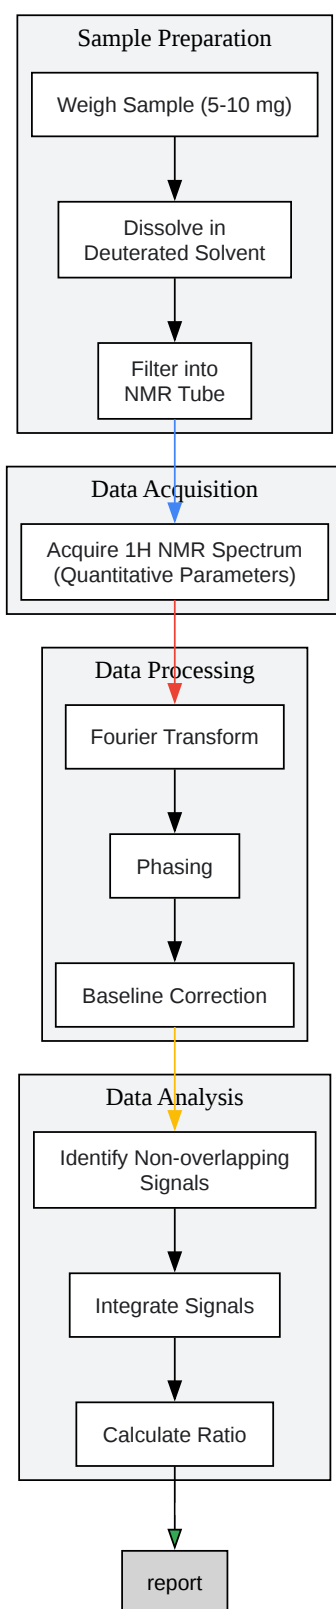 Sample Preparation
Weigh Sample (5-10 mg)
Dissolve in
Deuterated Solvent
Filter into
NMR Tube
Data Acquisition
Acquire 1H NMR Spectrum
(Quantitative Parameters)
Data Processing
Fourier Transform
Phasing
Baseline Correction
Data Analysis
Identify Non-overlapping
Signals
Integrate Signals
Calculate Ratio
report